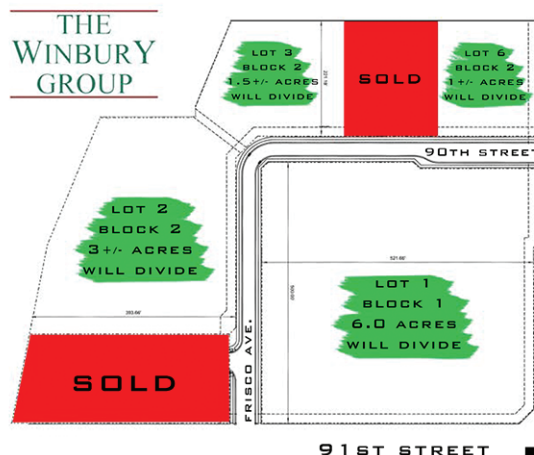 THE
WINBURY
GROUP
LOT 3
BLOCK 2
1.5+/- ACRES
WILL DIVIDE
SOLD
LOT 6
BLOCK 2
1+/- ACRES
WILL DIVIDE
90TH STREET
LOT 2
BLOCK 2
3+/- ACRES
WILL DIVIDE
521.66'
LOT 1
BLOCK 1
6.0 ACRES
WILL DIVIDE
SOLD
FRISCO AVE.
91ST STREET